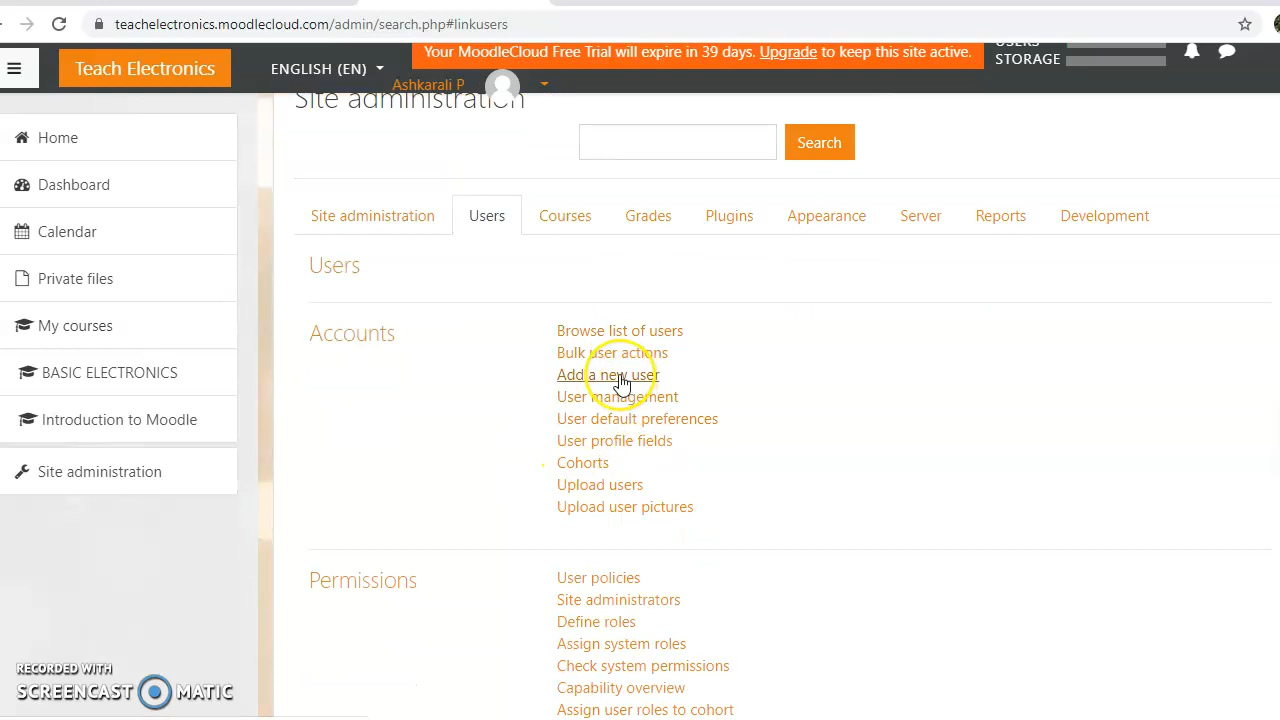 teachelectronics.moodlecloud.com/admin/search.php#linkusers
Teach Electronics
ENGLISH (EN)
Your MoodleCloud Free Trial will expire in 39 days. Upgrade to keep this site active.
USERS
STORAGE
Ashkarali P
Site administration
Search
Home
Dashboard
Calendar
Private files
My courses
BASIC ELECTRONICS
Introduction to Moodle
Site administration
Site administration Users Courses Grades Plugins Appearance Server Reports Development
Users
Accounts
Browse list of users
Bulk user actions
Add a new user
User management
User default preferences
User profile fields
Cohorts
Upload users
Upload user pictures
Permissions
User policies
Site administrators
Define roles
Assign system roles
Check system permissions
Capability overview
Assign user roles to cohort
RECORDED WITH
SCREENCAST MATIC